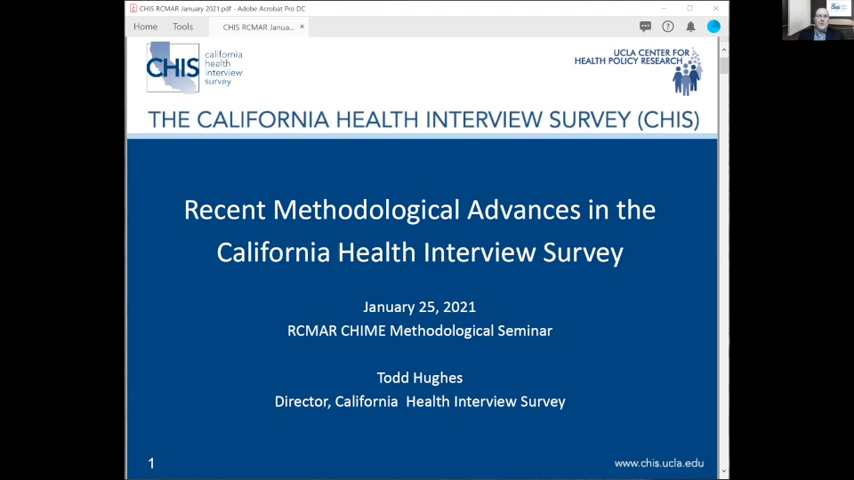 CHIS RCMAR January 2021.pdf - Adobe Acrobat Pro DC
Home Tools CHIS RCMAR Janua... ×
CHIS
california
health
interview
survey
UCLA CENTER FOR
HEALTH POLICY RESEARCH
THE CALIFORNIA HEALTH INTERVIEW SURVEY (CHIS)
Recent Methodological Advances in the
California Health Interview Survey
January 25, 2021
RCMAR CHIME Methodological Seminar
Todd Hughes
Director, California Health Interview Survey
1
www.chis.ucla.edu